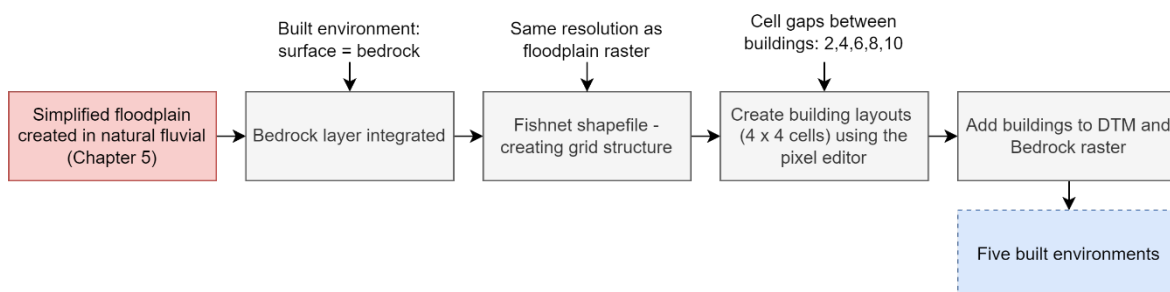 Built environment:
surface = bedrock
Same resolution as
floodplain raster
Cell gaps between
buildings: 2,4,6,8,10
Simplified floodplain
created in natural fluvial
(Chapter 5)
Bedrock layer integrated
Fishnet shapefile -
creating grid structure
Create building layouts
(4 x 4 cells) using the
pixel editor
Add buildings to DTM and
Bedrock raster
Five built environments